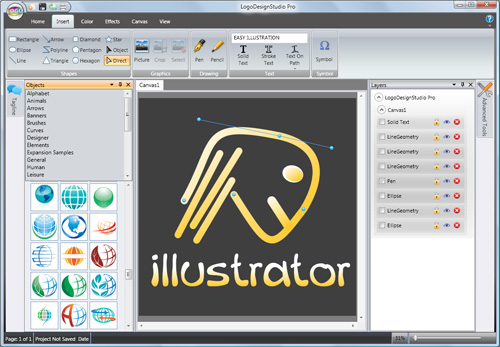 LogoDesignStudio Pro
Home Insert Color Effects Canvas View
Rectangle Arrow Diamond Star
Ellipse Polyline Pentagon Object
Line Triangle Hexagon Direct
Shapes
Picture Crop Select
Graphics
Pen Pencil
Drawing
EASY ILLUSTRATION
Solid Text Stroke Text Text On Path
Text
Symbol
Symbol
Tagline
Objects
Alphabet
Animals
Arrows
Banners
Brushes
Curves
Designer
Elements
Expansion Samples
General
Human
Leisure
Canvas1
illustrator
Layers
LogoDesignStudio Pro
Canvas1
Solid Text
LineGeometry
LineGeometry
LineGeometry
Pen
Ellipse
LineGeometry
Ellipse
Advanced Tools
Page 1 of 1 Project Not Saved Date
31%